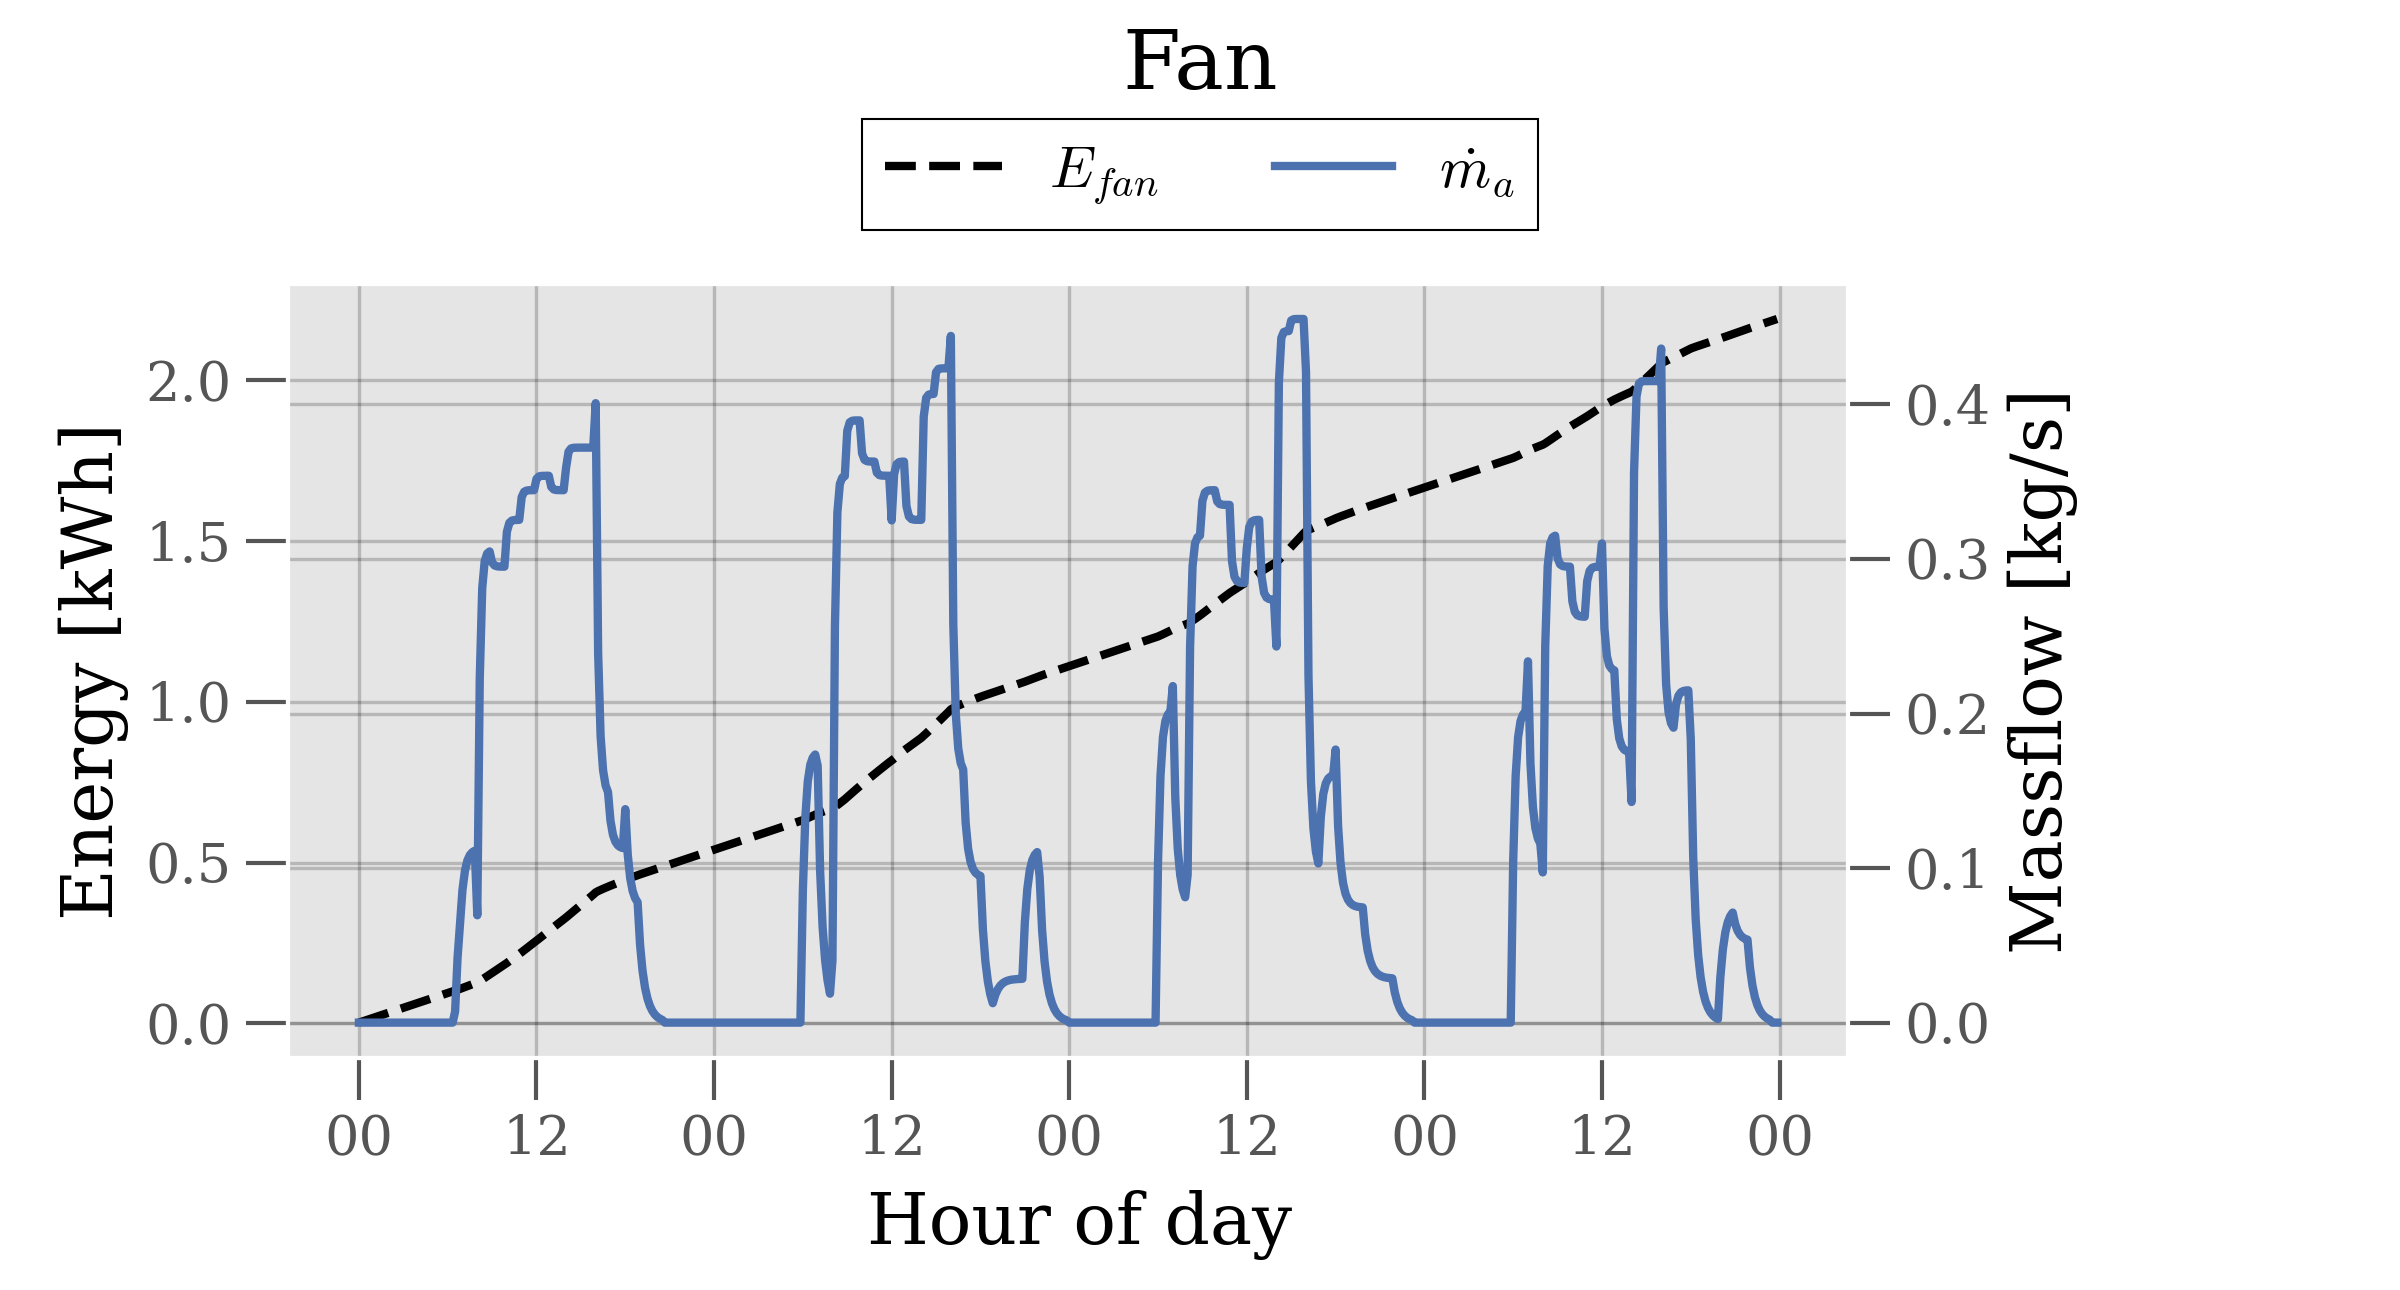 Fan
E_fan ṁ_a
Energy [kWh]
2.0
1.5
1.0
0.5
0.0
0.4
0.3
0.2
0.1
0.0
Massflow [kg/s]
00 12 00 12 00 12 00 12 00
Hour of day